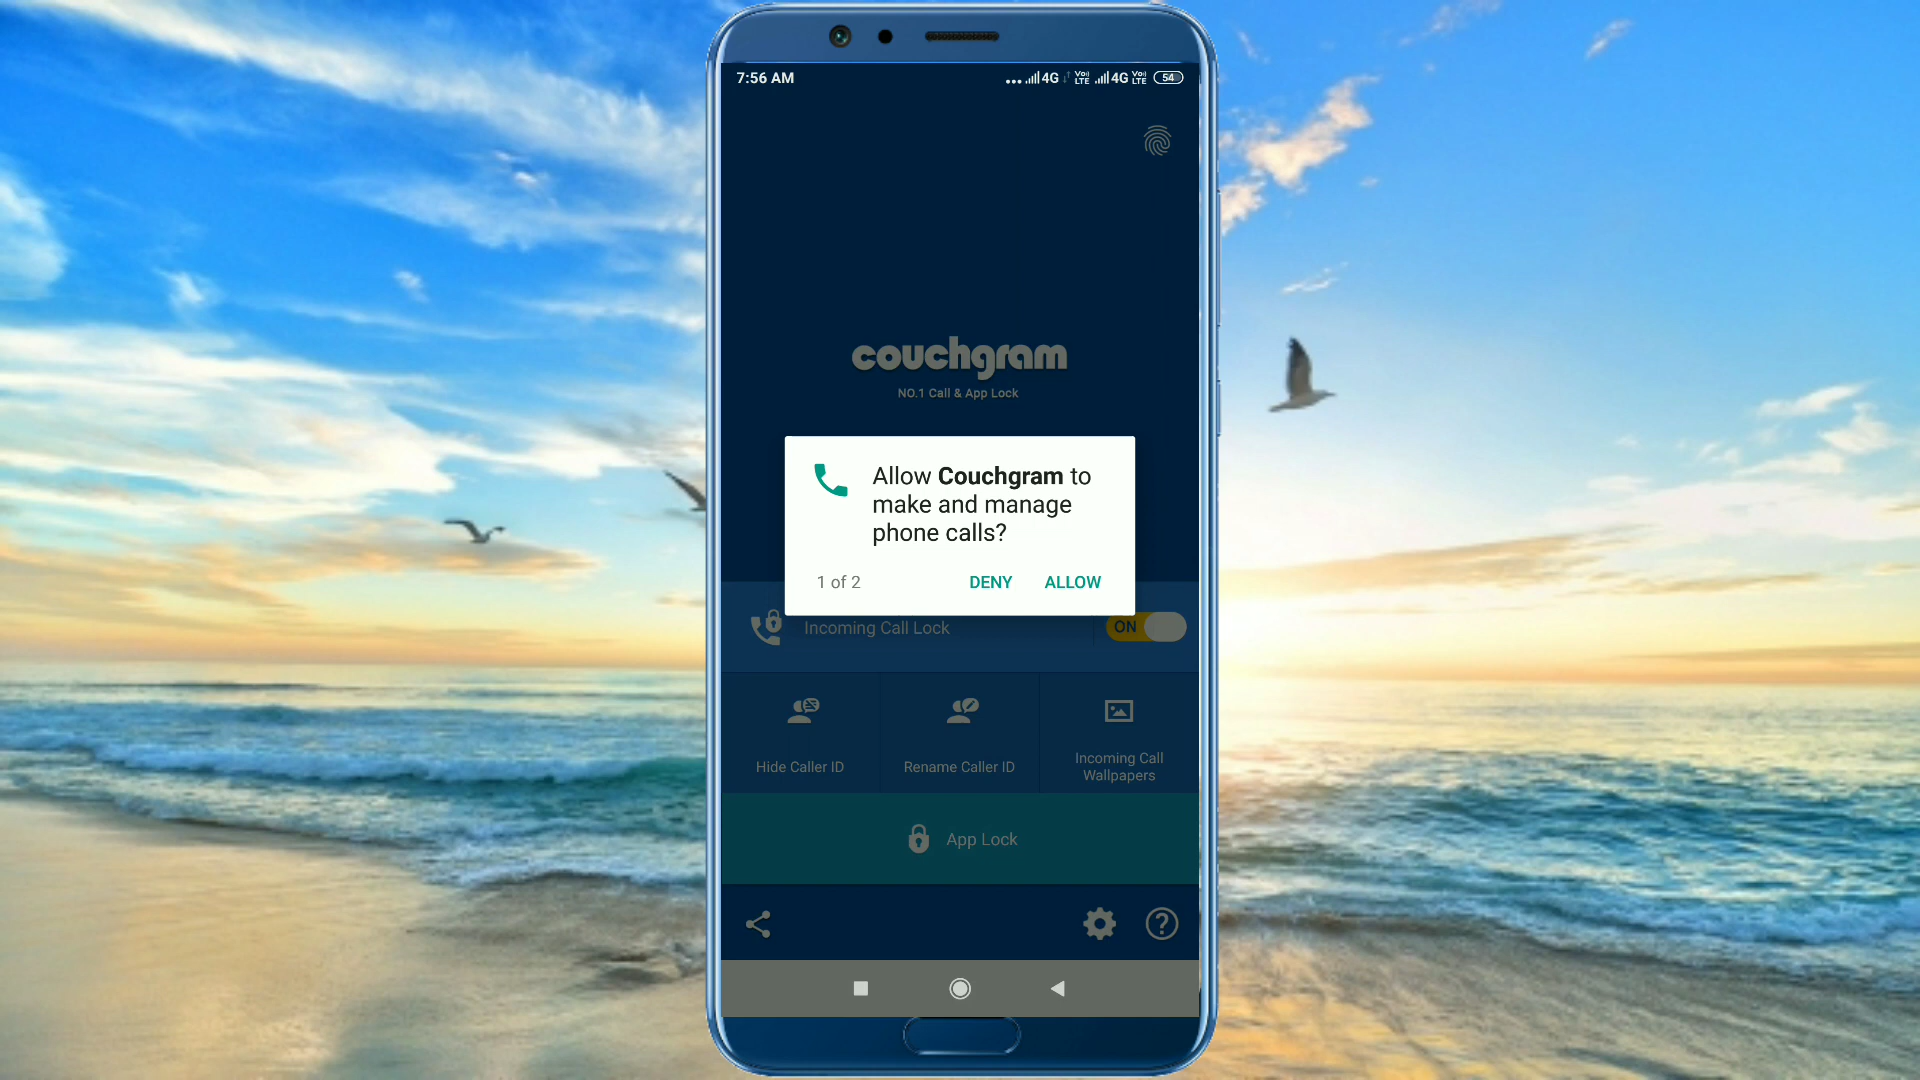 7:56 AM
4G VoLTE 4G VoLTE 54
couchgram
NO.1 Call & App Lock
Allow Couchgram to
make and manage
phone calls?
1 of 2 DENY ALLOW
Incoming Call Lock ON
Hide Caller ID
Rename Caller ID
Incoming Call
Wallpapers
App Lock